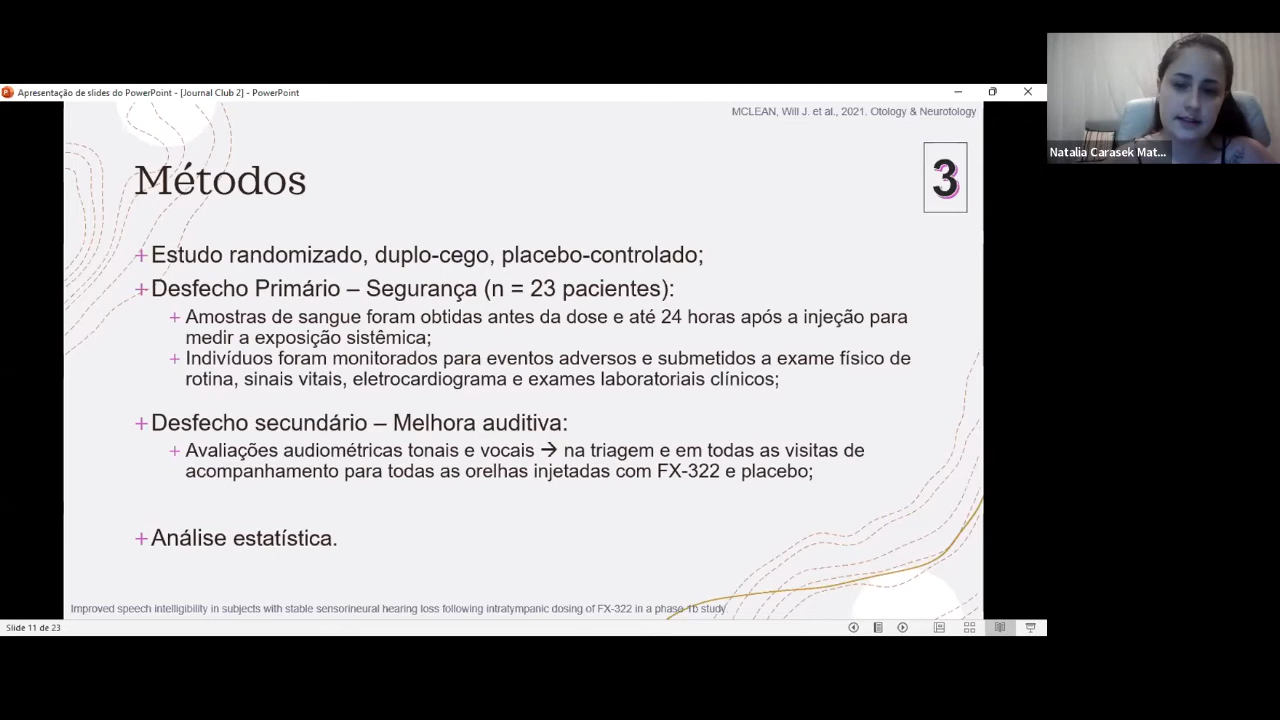 Apresentação de slides do PowerPoint - [Journal Club 2] - PowerPoint
MCLEAN, Will J. et al., 2021. Otology & Neurotology
Natalia Carasek Mat...
Métodos
3
+Estudo randomizado, duplo-cego, placebo-controlado;
+Desfecho Primário – Segurança (n = 23 pacientes):
+ Amostras de sangue foram obtidas antes da dose e até 24 horas após a injeção para
medir a exposição sistêmica;
+ Indivíduos foram monitorados para eventos adversos e submetidos a exame físico de
rotina, sinais vitais, eletrocardiograma e exames laboratoriais clínicos;
+Desfecho secundário – Melhora auditiva:
+ Avaliações audiométricas tonais e vocais → na triagem e em todas as visitas de
acompanhamento para todas as orelhas injetadas com FX-322 e placebo;
+Análise estatística.
Improved speech intelligibility in subjects with stable sensorineural hearing loss following intratympanic dosing of FX-322 in a phase 1b study
Slide 11 de 23